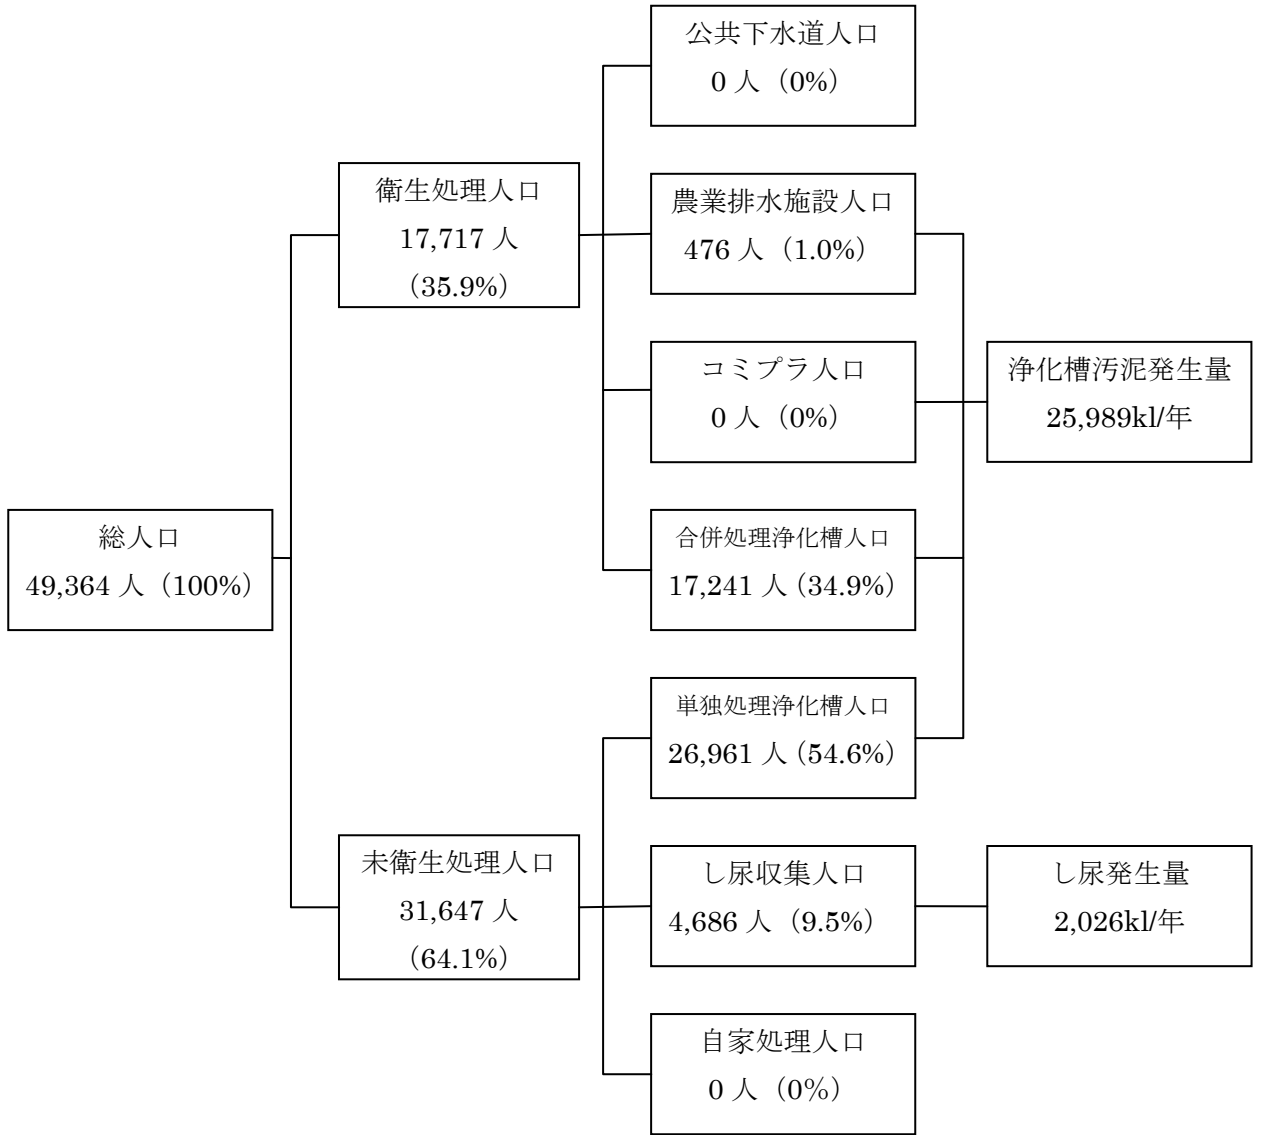 公共下水道人口
0 人（0%）
衛生処理人口
17,717 人
（35.9%）
農業排水施設人口
476 人（1.0%）
コミプラ人口
0 人（0%）
浄化槽汚泥発生量
25,989kl/年
総人口
49,364 人（100%）
合併処理浄化槽人口
17,241 人（34.9%）
単独処理浄化槽人口
26,961 人（54.6%）
未衛生処理人口
31,647 人
（64.1%）
し尿収集人口
4,686 人（9.5%）
し尿発生量
2,026kl/年
自家処理人口
0 人（0%）